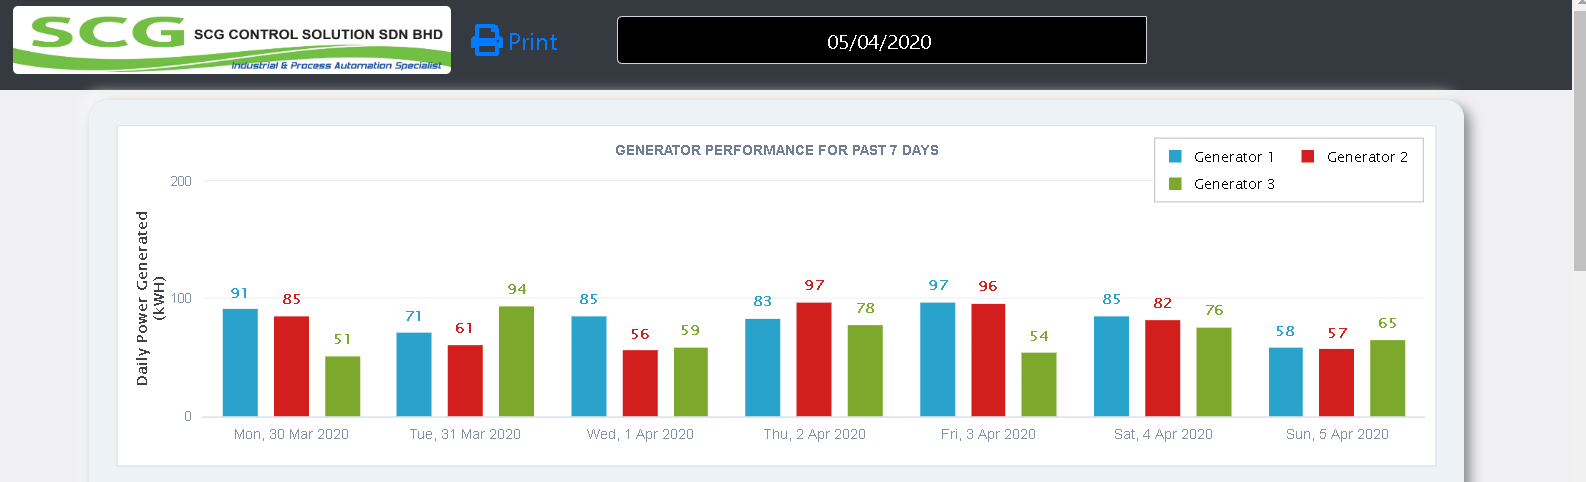 SCG SCG CONTROL SOLUTION SDN BHD
Industrial & Process Automation Specialist
Print
05/04/2020
GENERATOR PERFORMANCE FOR PAST 7 DAYS
Generator 1 Generator 2
Generator 3
Daily Power Generated
(kWH)
200
100
0
91 85 51
71 61 94
85 56 59
83 97 78
97 96 54
85 82 76
58 57 65
Mon, 30 Mar 2020 Tue, 31 Mar 2020 Wed, 1 Apr 2020 Thu, 2 Apr 2020 Fri, 3 Apr 2020 Sat, 4 Apr 2020 Sun, 5 Apr 2020